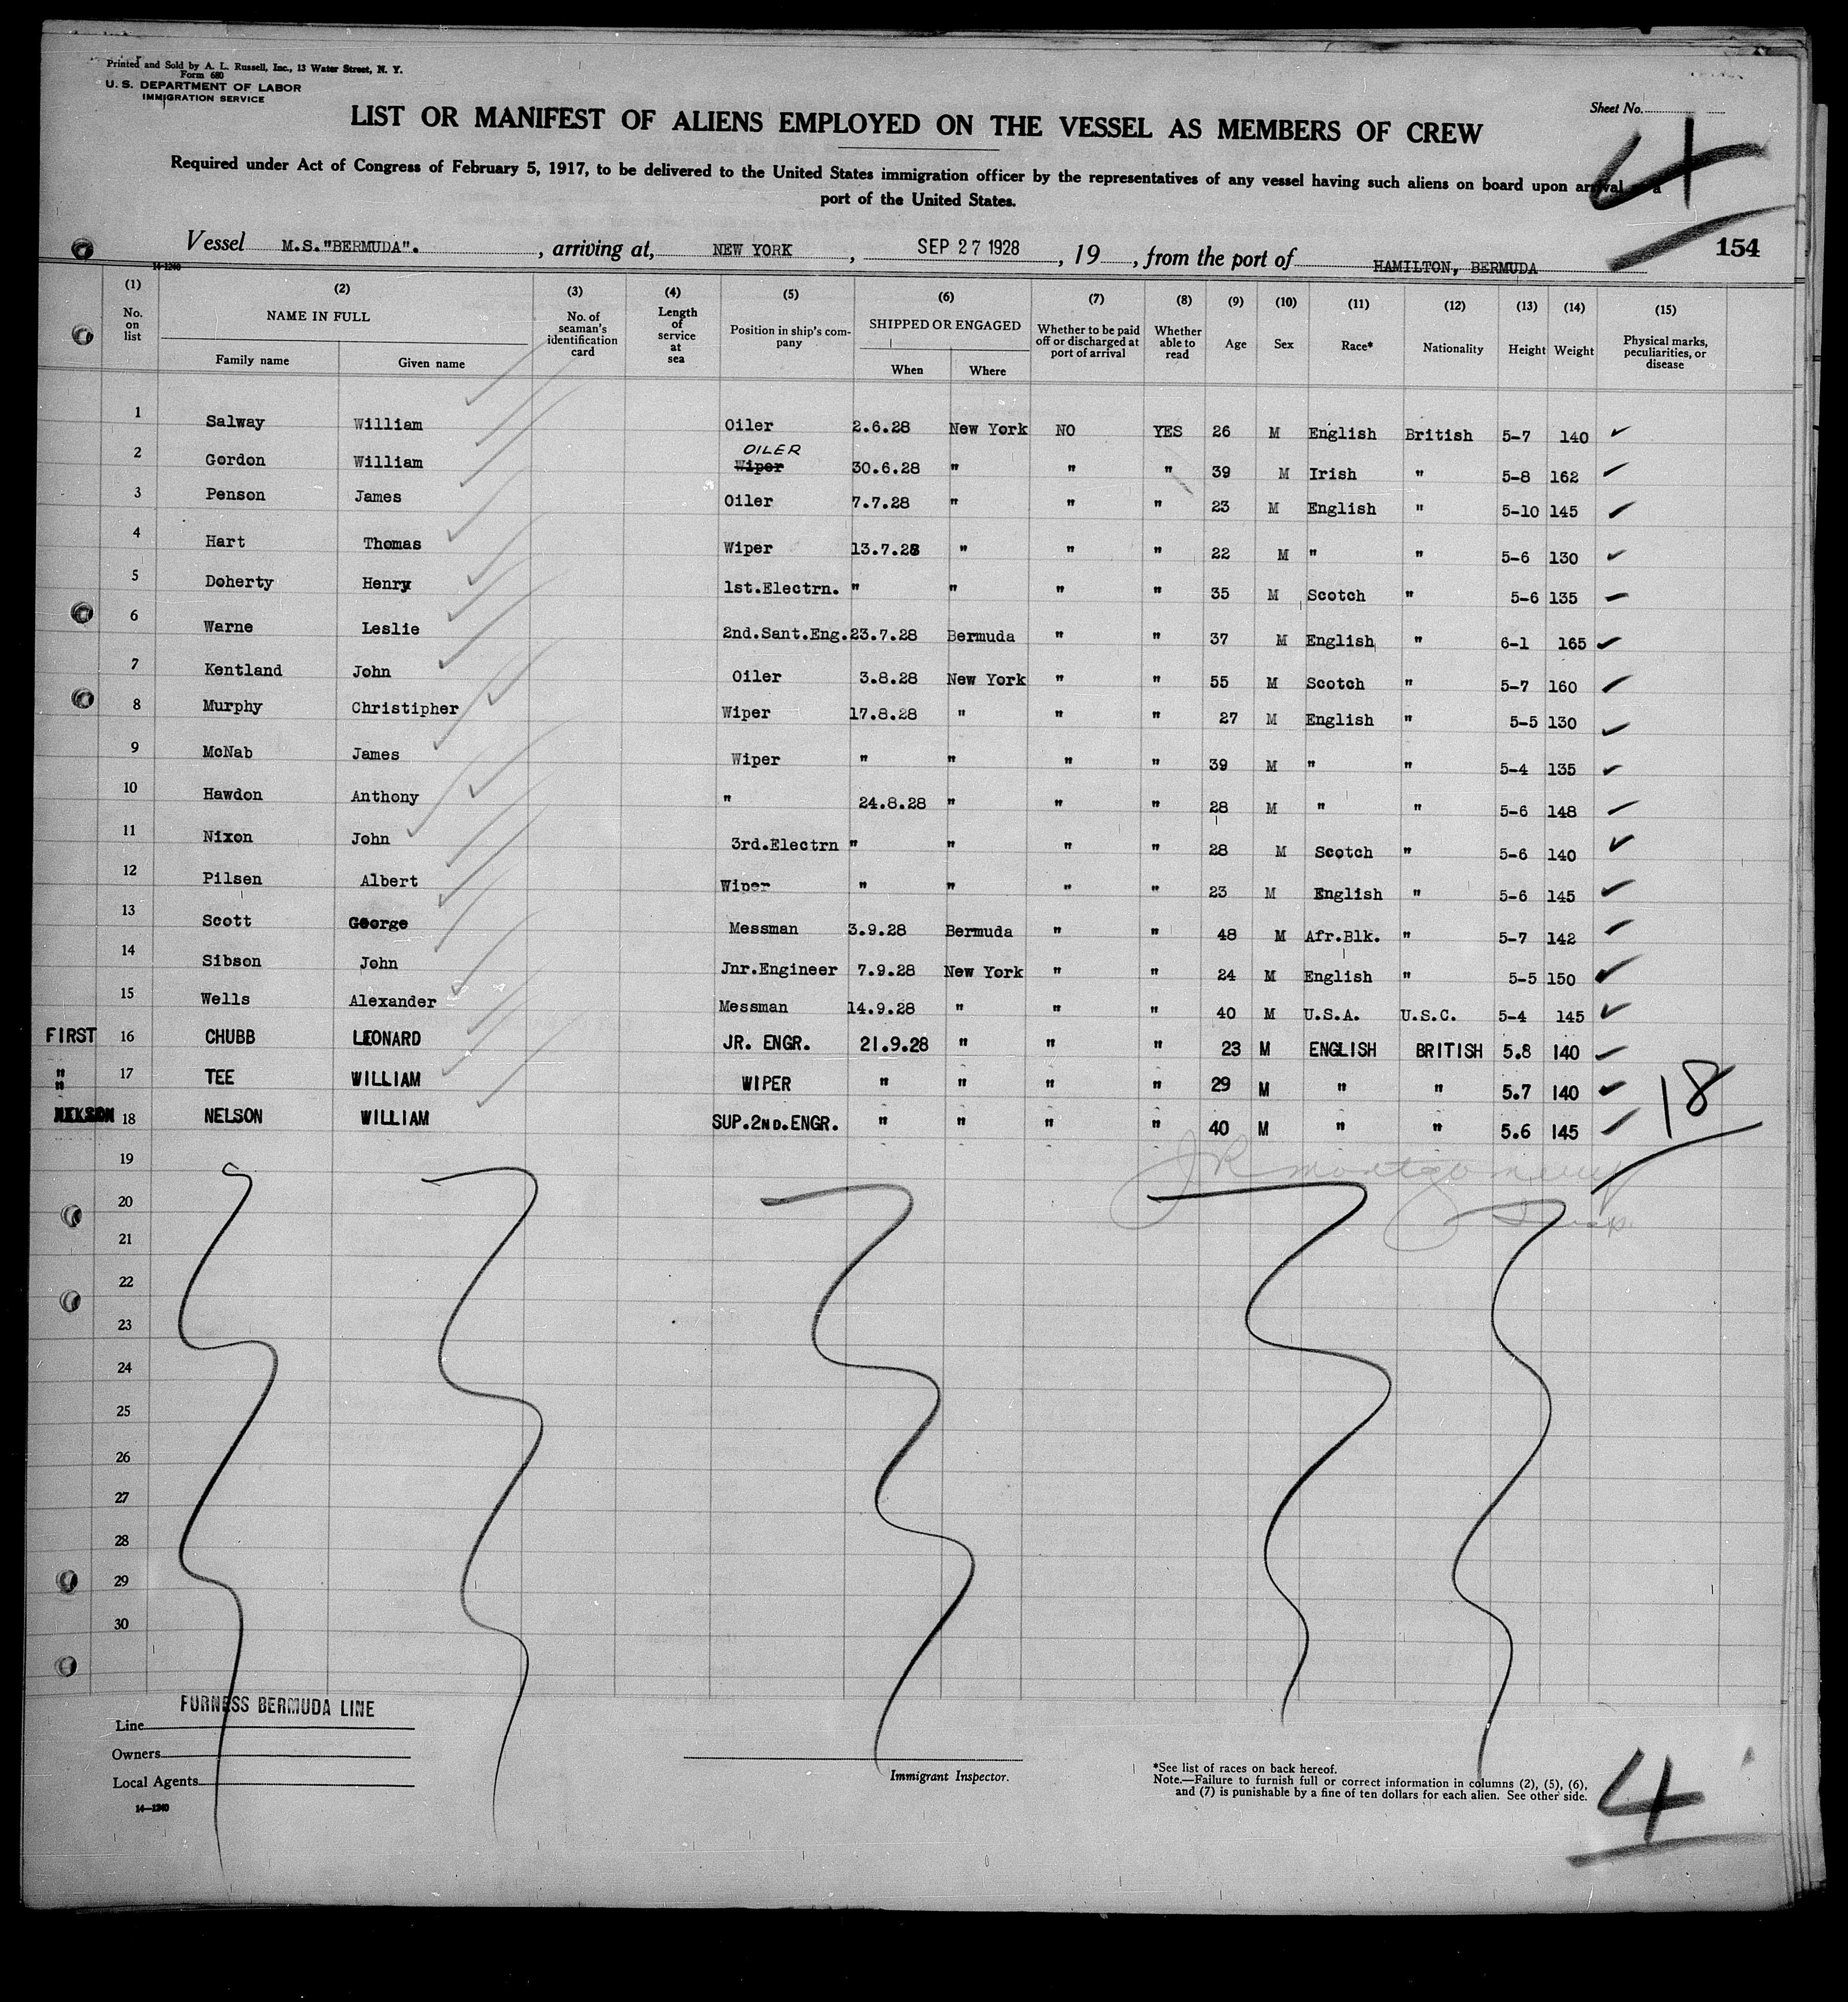 Printed and Sold by A. L. Russell, Inc., 13 Water Street, N. Y.
Form 680
U. S. DEPARTMENT OF LABOR
IMMIGRATION SERVICE
Sheet No.
4
LIST OR MANIFEST OF ALIENS EMPLOYED ON THE VESSEL AS MEMBERS OF CREW
Required under Act of Congress of February 5, 1917, to be delivered to the United States immigration officer by the representatives of any vessel having such aliens on board upon arrival at a
port of the United States.
Vessel M.S."BERMUDA". , arriving at, NEW YORK , SEP 27 1928 , 19 , from the port of HAMILTON, BERMUDA 154
14-1240
(1) (2) (3) (4) (5) (6) (7) (8) (9) (10) (11) (12) (13) (14) (15)
No. on list NAME IN FULL Family name Given name No. of seaman's identification card Length of service at sea Position in ship's company SHIPPED OR ENGAGED When Where Whether to be paid off or discharged at port of arrival Whether able to read Age Sex Race* Nationality Height Weight Physical marks, peculiarities, or disease
1 Salway William Oiler 2.6.28 New York NO YES 26 M English British 5-7 140
2 Gordon William OILER Wiper 30.6.28 " " " 39 M Irish " 5-8 162
3 Penson James Oiler 7.7.28 " " " 23 M English " 5-10 145
4 Hart Thomas Wiper 13.7.28 " " " 22 M " " 5-6 130
5 Doherty Henry 1st.Electrn. " " " " 35 M Scotch " 5-6 135
6 Warne Leslie 2nd.Sant.Eng. 23.7.28 Bermuda " " 37 M English " 6-1 165
7 Kentland John Oiler 3.8.28 New York " " 55 M Scotch " 5-7 160
8 Murphy Christipher Wiper 17.8.28 " " " 27 M English " 5-5 130
9 McNab James Wiper " " " " 39 M " " 5-4 135
10 Hawdon Anthony " 24.8.28 " " " 28 M " " 5-6 148
11 Nixon John 3rd.Electrn " " " " 28 M Scotch " 5-6 140
12 Pilsen Albert Wiper " " " " 23 M English " 5-6 145
13 Scott George Messman 3.9.28 Bermuda " " 48 M Afr.Blk. " 5-7 142
14 Sibson John Jnr.Engineer 7.9.28 New York " " 24 M English " 5-5 150
15 Wells Alexander Messman 14.9.28 " " " 40 M U.S.A. U.S.C. 5-4 145
FIRST 16 CHUBB LEONARD JR. ENGR. 21.9.28 " " " 23 M ENGLISH BRITISH 5.8 140
" 17 TEE WILLIAM WIPER " " " " 29 M " " 5.7 140 18
NELSON 18 NELSON WILLIAM SUP.2ND.ENGR. " " " " 40 M " " 5.6 145
19 JR Montgomery
20
21
22
23
24
25
26
27
28
29
30
FURNESS BERMUDA LINE
Line
Owners
Local Agents
14-1240
Immigrant Inspector.
*See list of races on back hereof.
Note.—Failure to furnish full or correct information in columns (2), (5), (6),
and (7) is punishable by a fine of ten dollars for each alien. See other side.
4